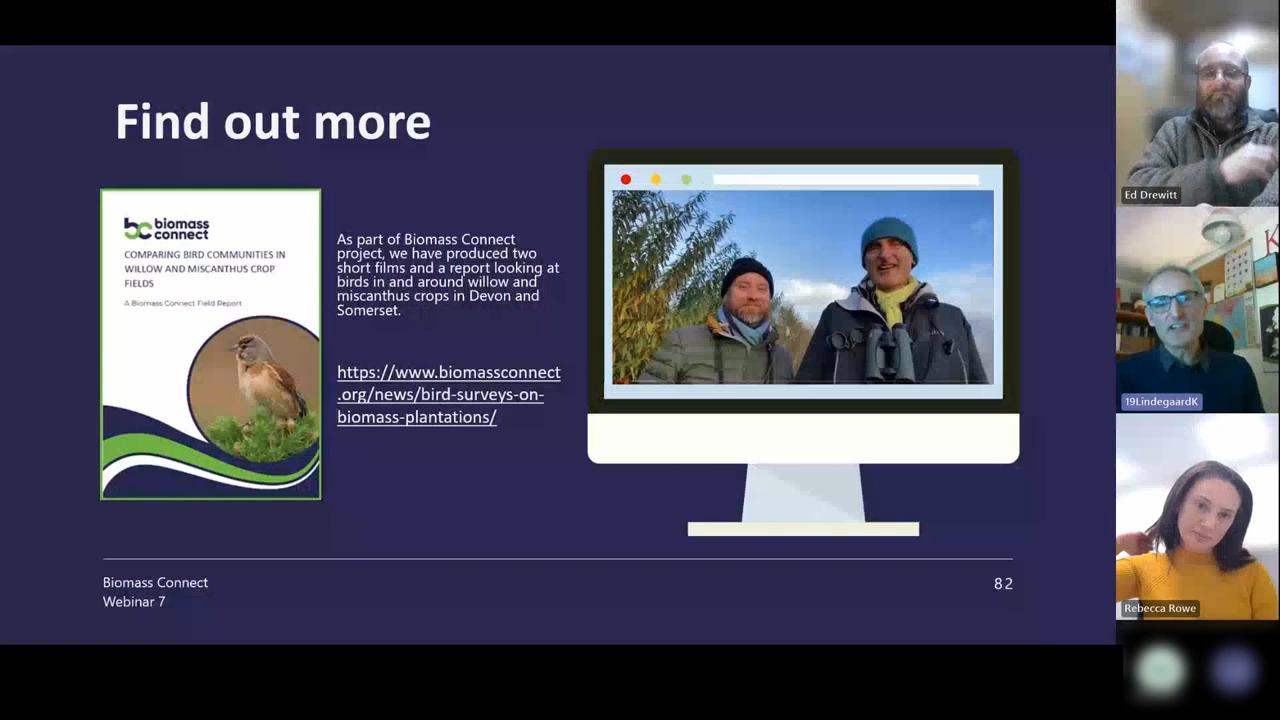 Find out more
biomass
connect
COMPARING BIRD COMMUNITIES IN
WILLOW AND MISCANTHUS CROP
FIELDS
A Biomass Connect Field Report
As part of Biomass Connect
project, we have produced two
short films and a report looking at
birds in and around willow and
miscanthus crops in Devon and
Somerset.
https://www.biomassconnect
.org/news/bird-surveys-on-
biomass-plantations/
Biomass Connect
Webinar 7
82
Ed Drewitt
19LindegaardK
Rebecca Rowe